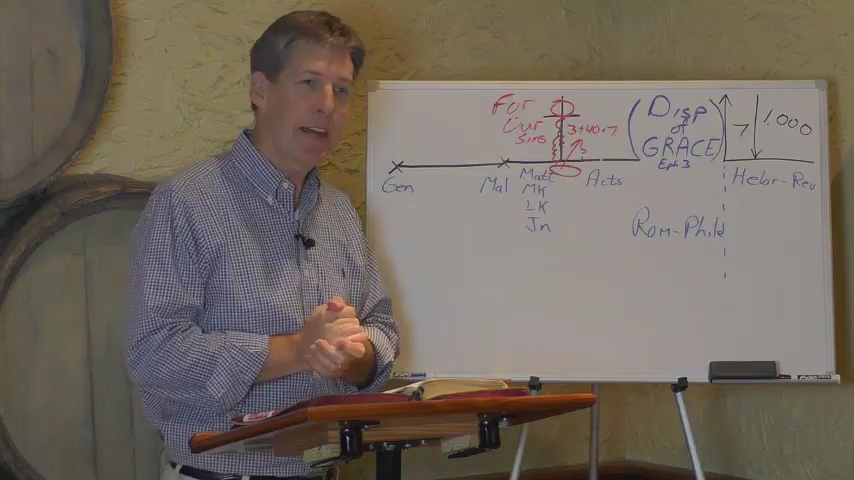 For
Our
sins
3+40+7
Disp
of
GRACE
Eph 3
7
1,000
Gen
Mal
Matt
MK
LK
Jn
Acts
Hebr-Rev
Rom-Phile